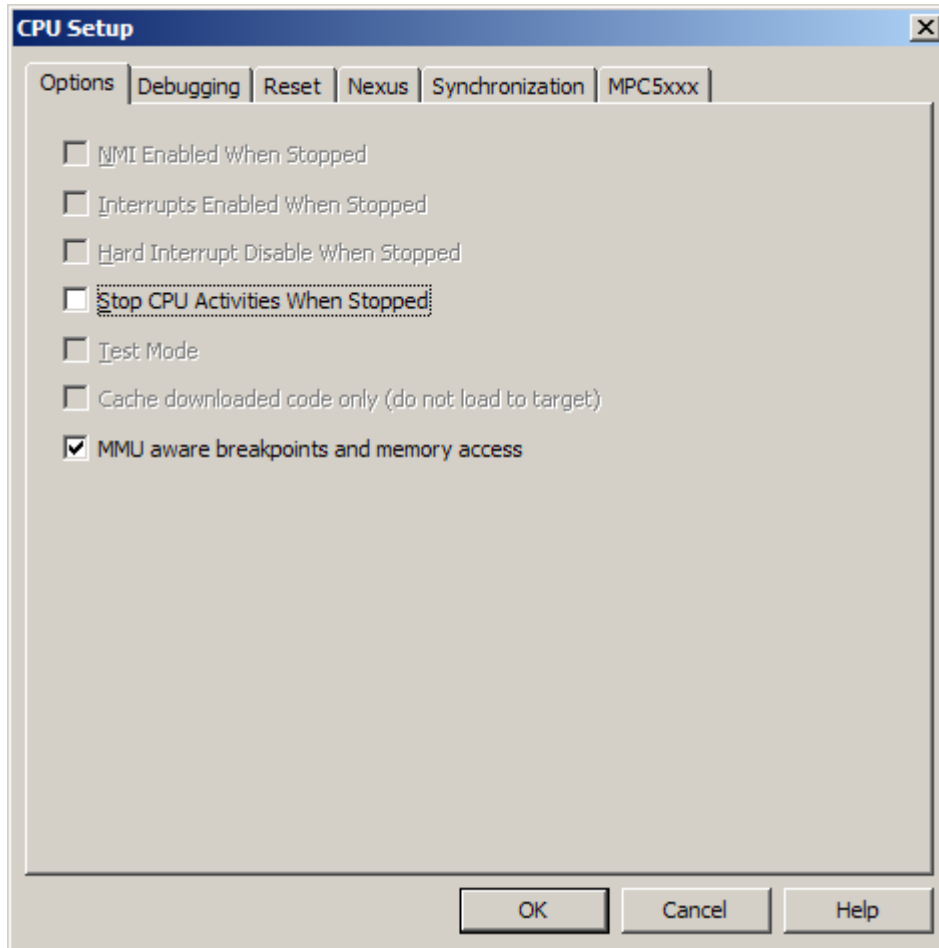 CPU Setup
Options Debugging Reset Nexus Synchronization MPC5xxx
NMI Enabled When Stopped
Interrupts Enabled When Stopped
Hard Interrupt Disable When Stopped
Stop CPU Activities When Stopped
Test Mode
Cache downloaded code only (do not load to target)
MMU aware breakpoints and memory access
OK Cancel Help